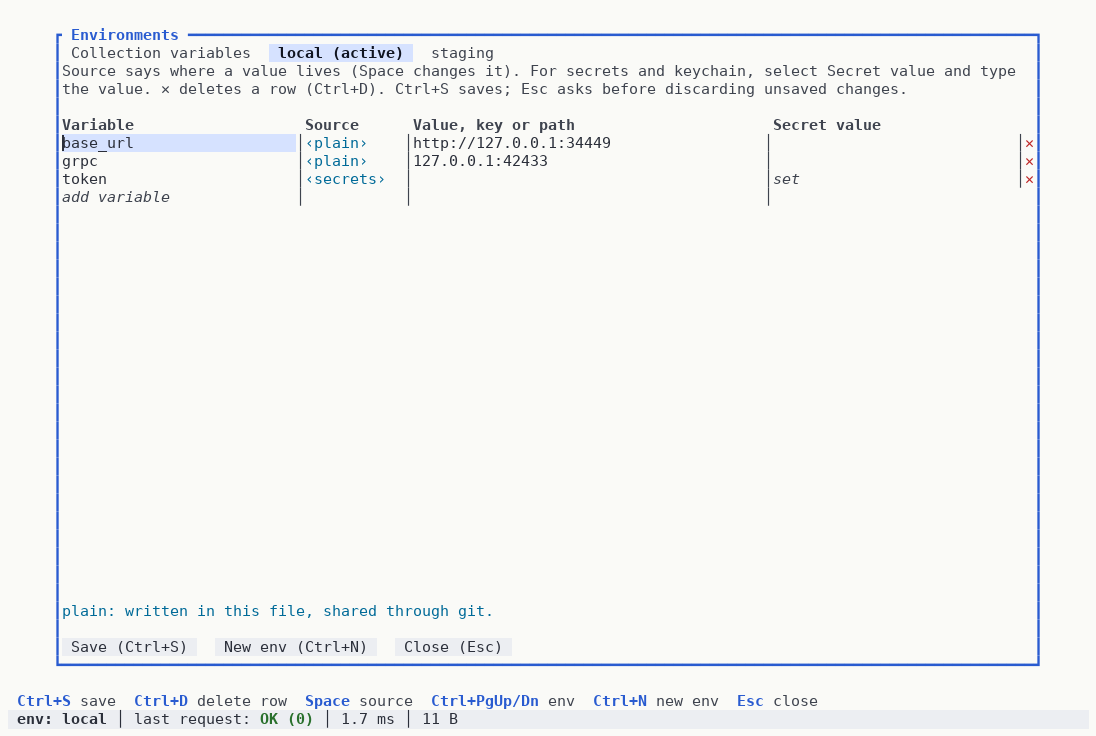 Environments
Collection variables  local (active)  staging
Source says where a value lives (Space changes it). For secrets and keychain, select Secret value and type
the value. × deletes a row (Ctrl+D). Ctrl+S saves; Esc asks before discarding unsaved changes.
Variable  Source  Value, key or path  Secret value
base_url │‹plain› │http://127.0.0.1:34449 │ │×
grpc │‹plain› │127.0.0.1:42433 │ │×
token │‹secrets› │ │set │×
add variable │ │ │
plain: written in this file, shared through git.
Save (Ctrl+S)  New env (Ctrl+N)  Close (Esc)
Ctrl+S save  Ctrl+D delete row  Space source  Ctrl+PgUp/Dn env  Ctrl+N new env  Esc close
env: local │ last request: OK (0) │ 1.7 ms │ 11 B